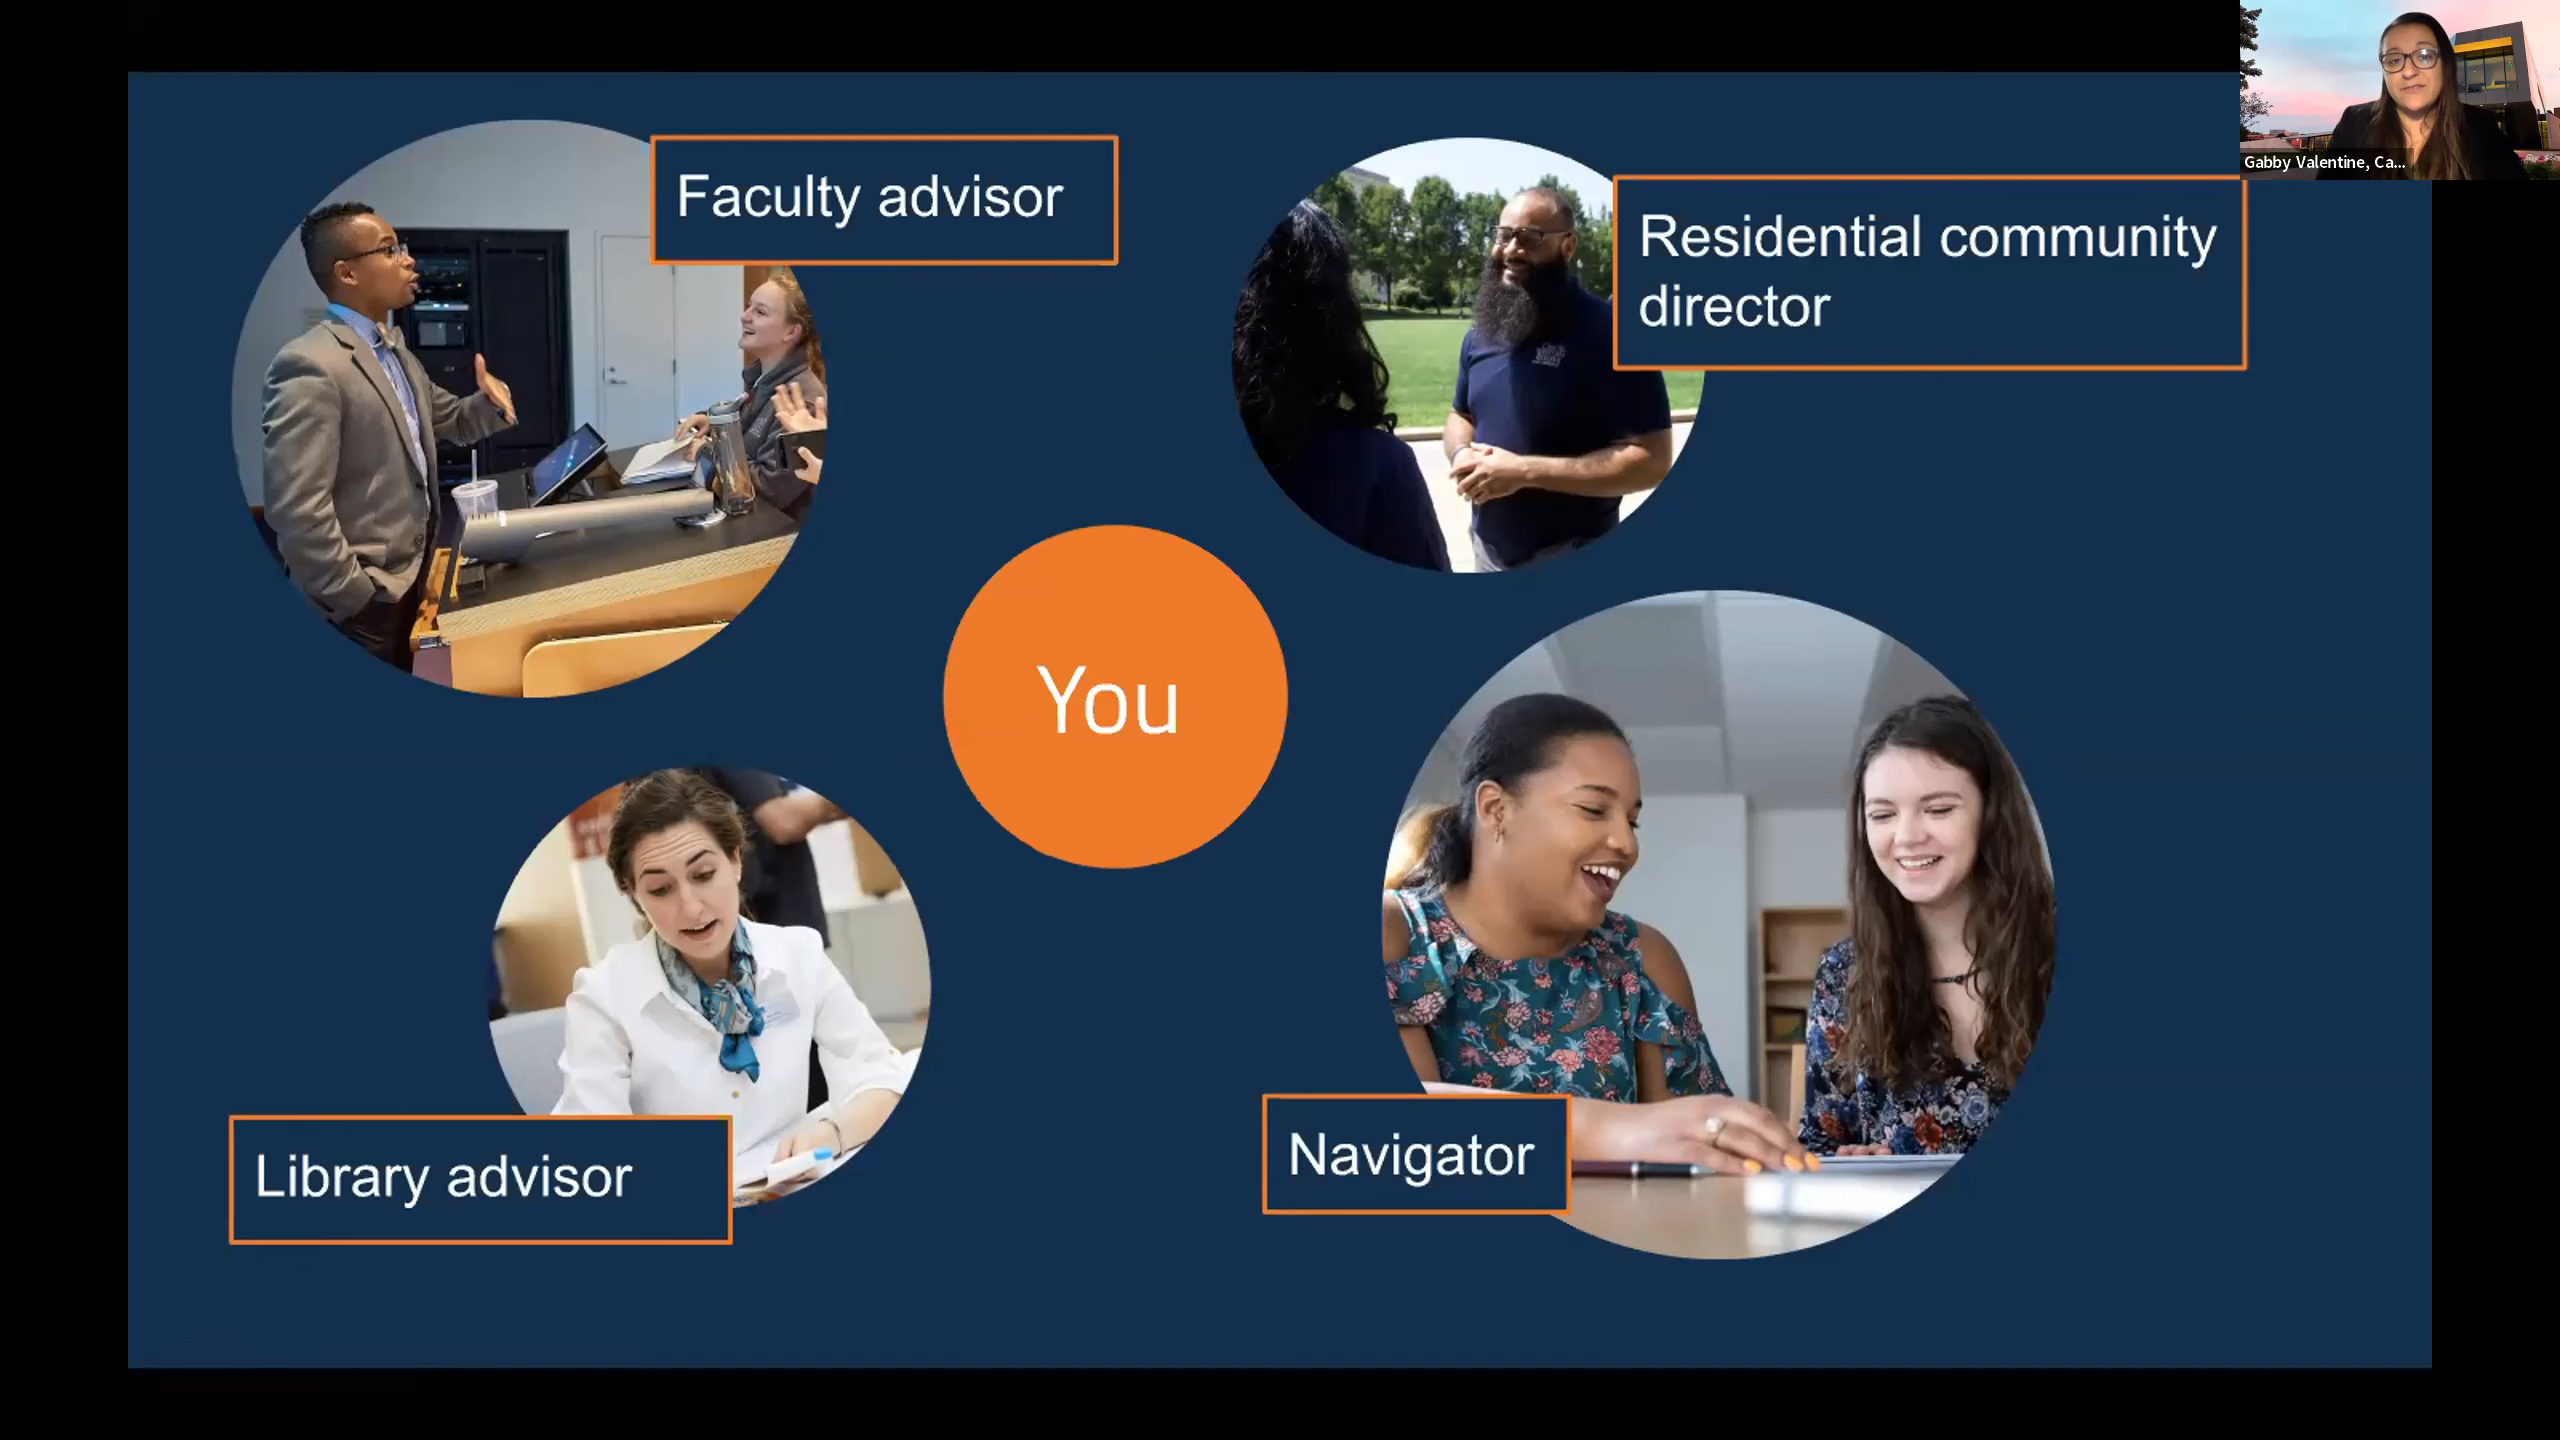 Faculty advisor
Residential community
director
Gabby Valentine, Ca...
You
Library advisor
Navigator